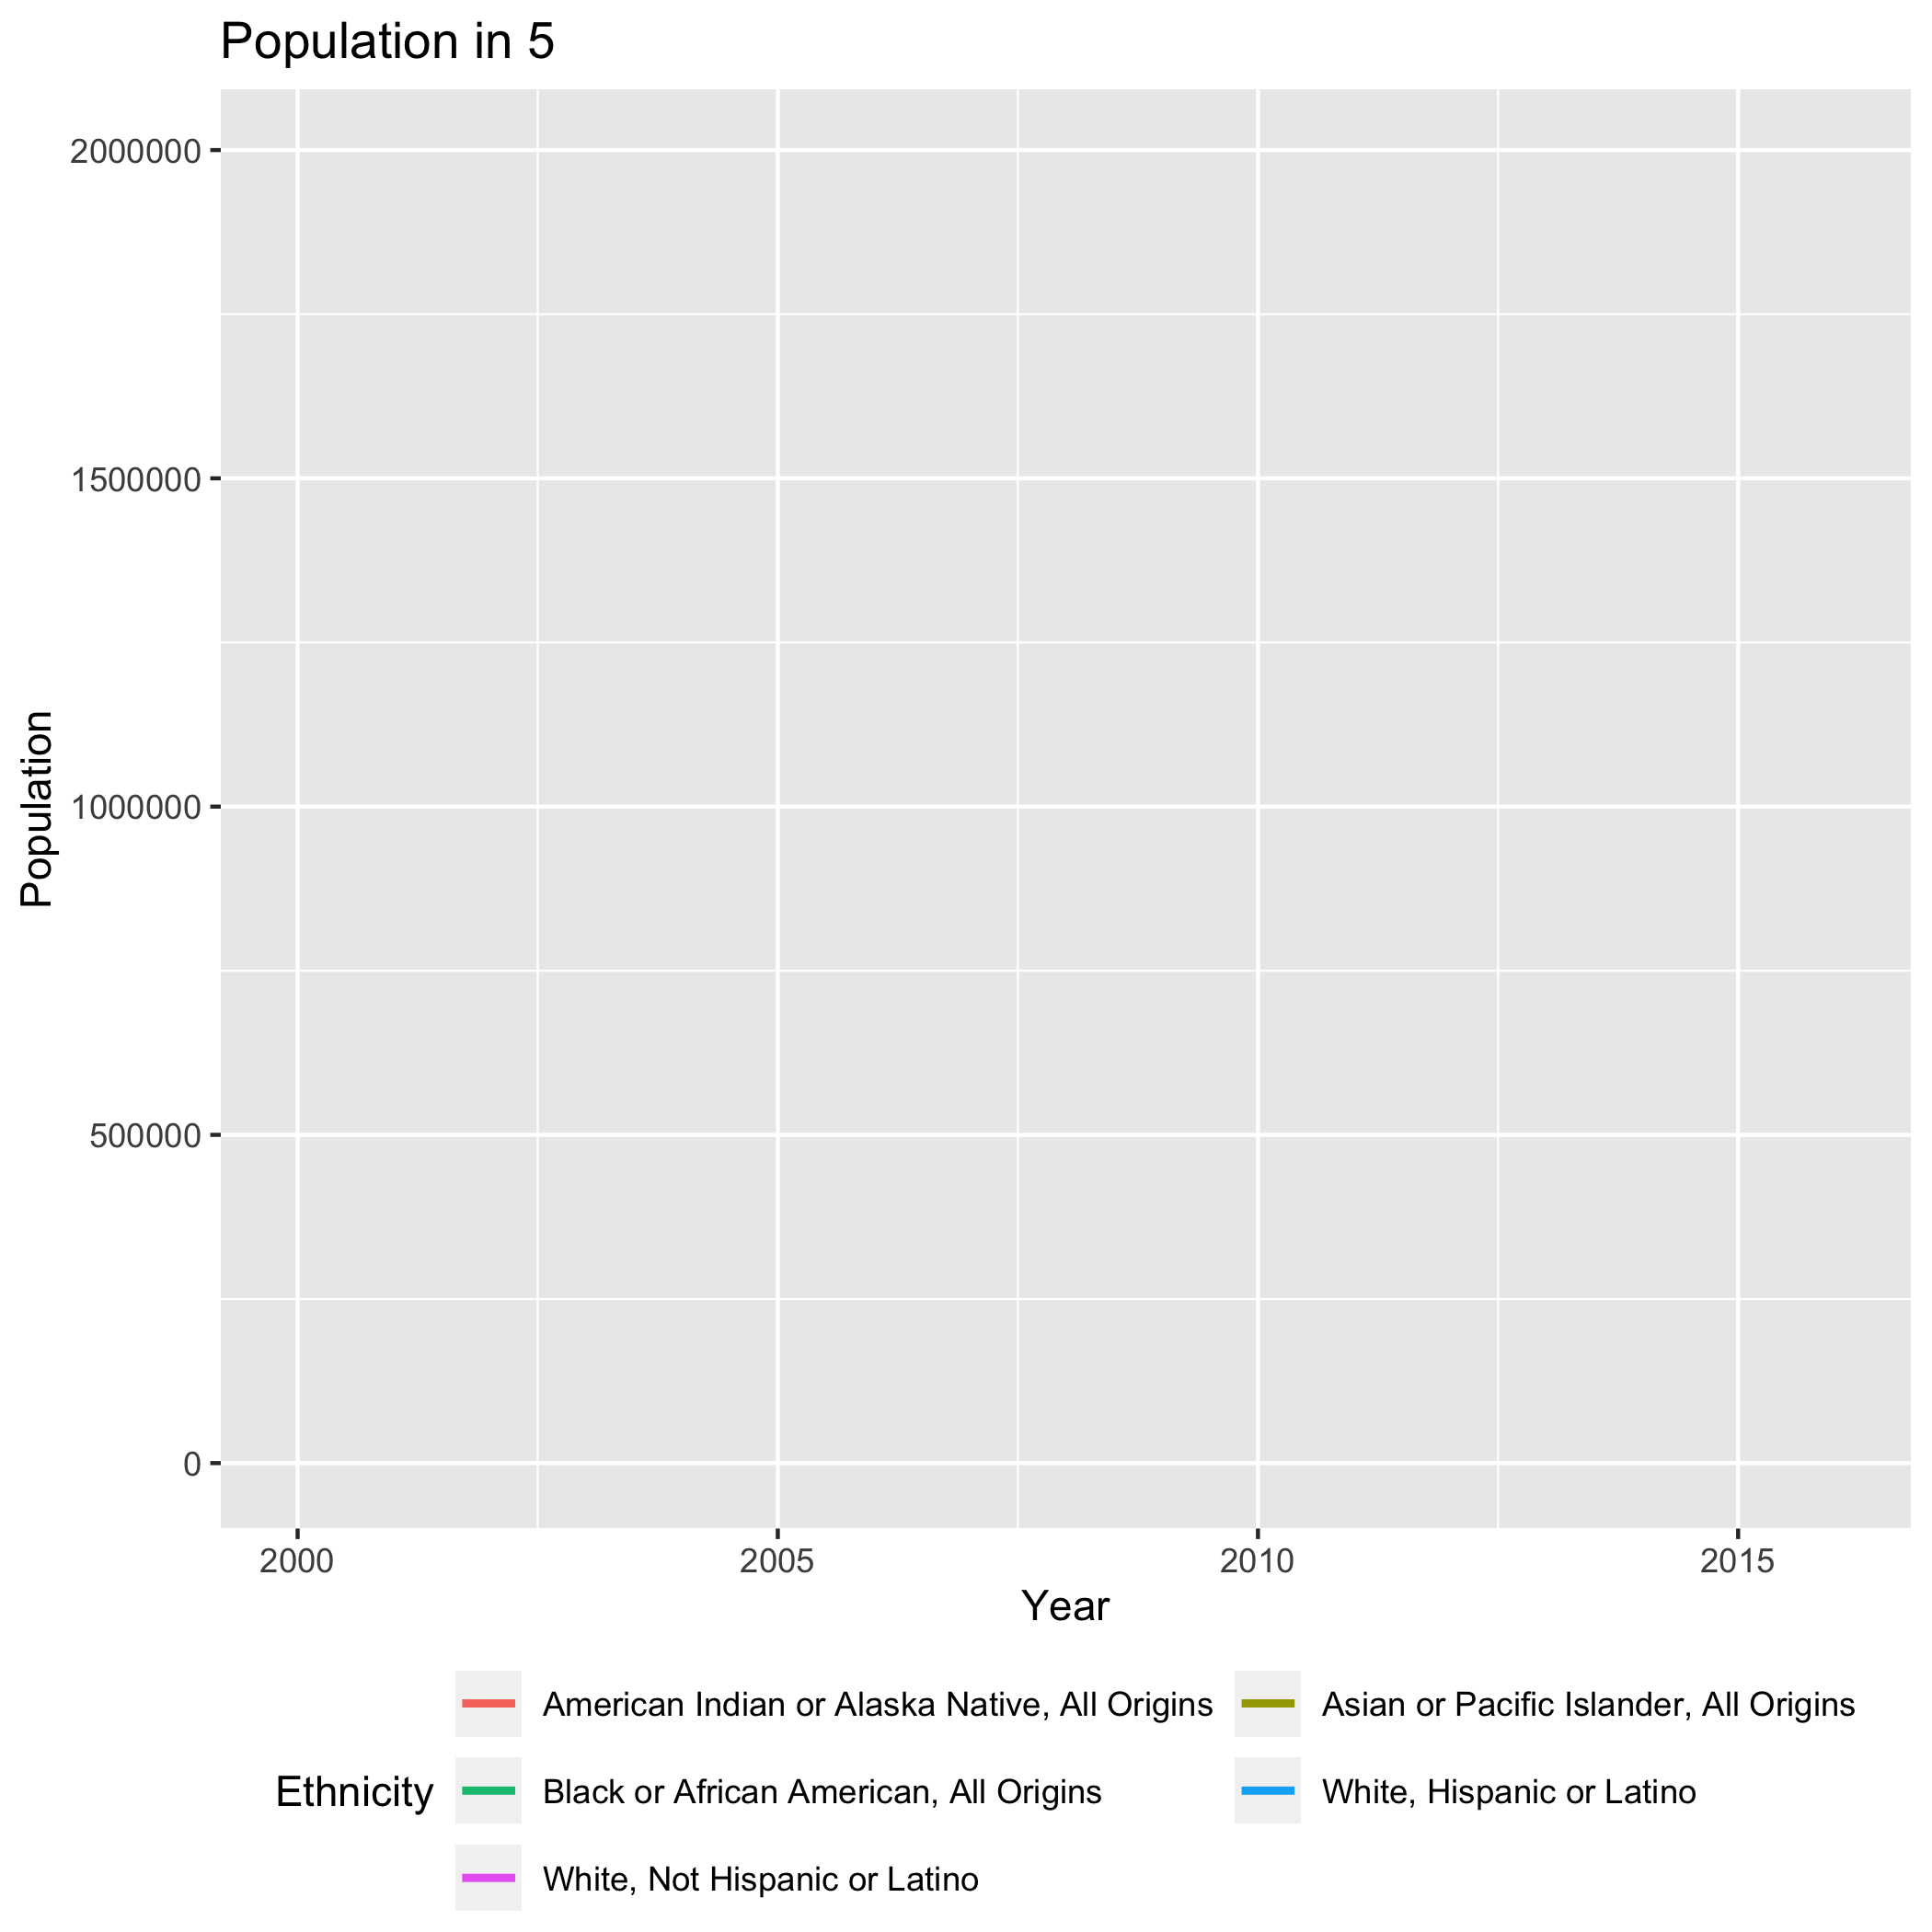 Population in 5
2000000
1500000
1000000
500000
0
Population
2000 2005 2010 2015
Year
Ethnicity
American Indian or Alaska Native, All Origins
Asian or Pacific Islander, All Origins
Black or African American, All Origins
White, Hispanic or Latino
White, Not Hispanic or Latino